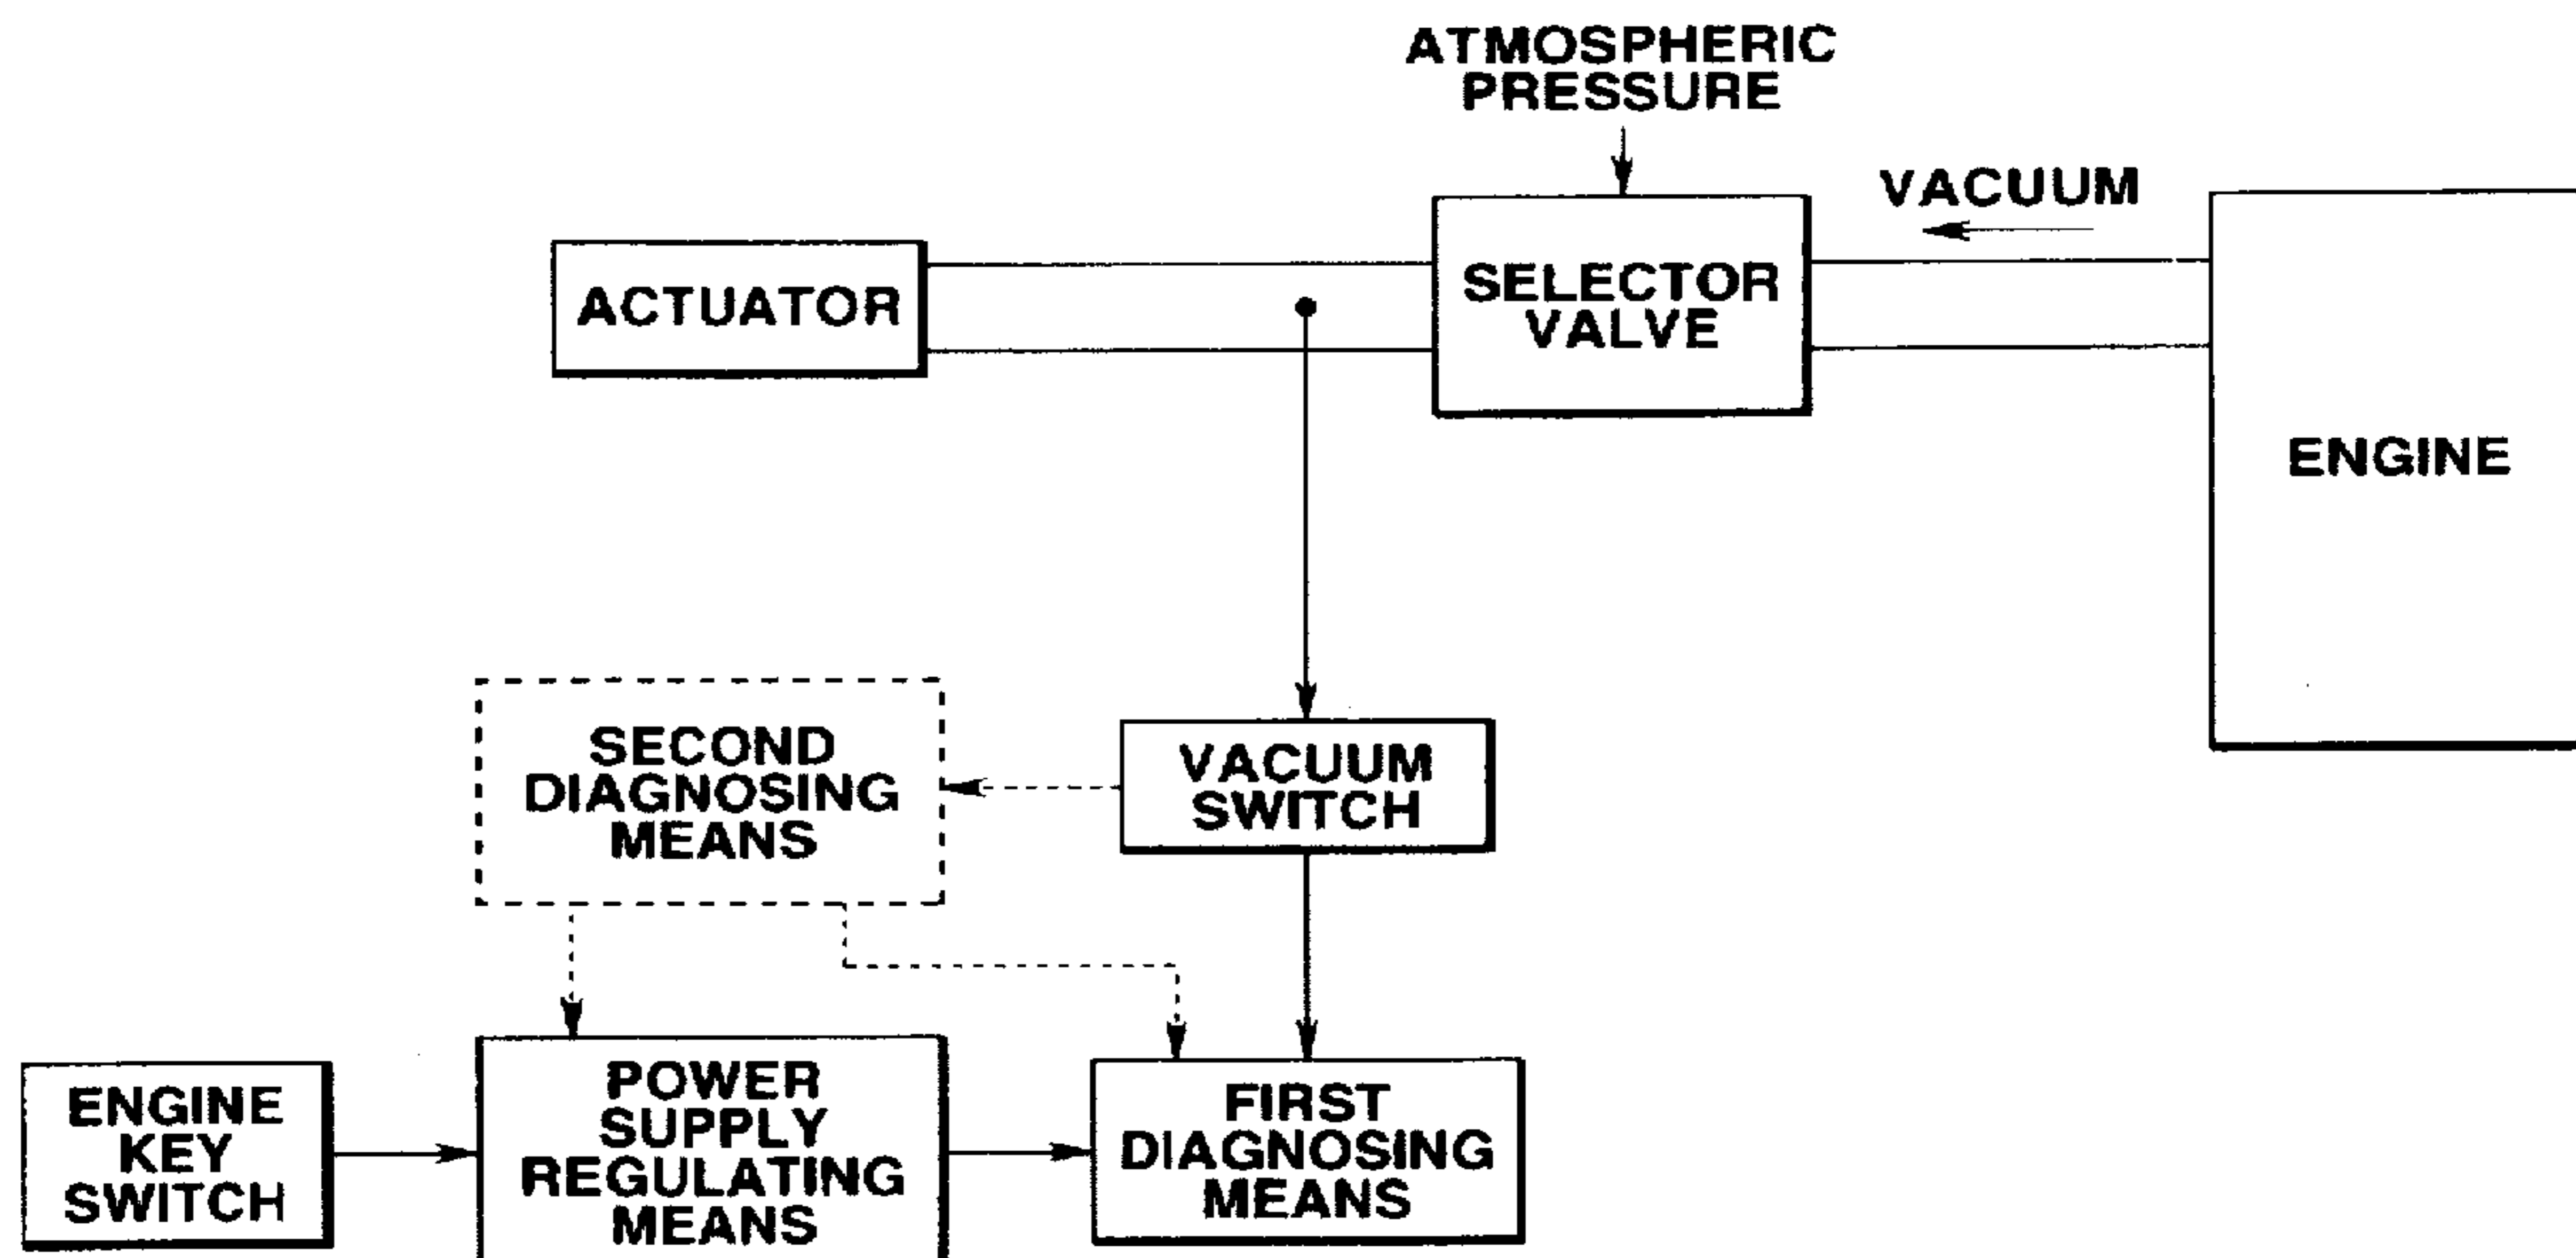 ATMOSPHERIC
PRESSURE
VACUUM
ACTUATOR
SELECTOR
VALVE
ENGINE
SECOND
DIAGNOSING
MEANS
VACUUM
SWITCH
ENGINE
KEY
SWITCH
POWER
SUPPLY
REGULATING
MEANS
FIRST
DIAGNOSING
MEANS